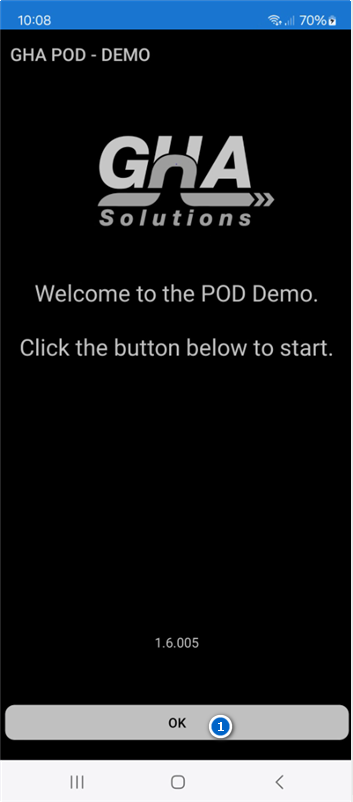 10:08
70%
GHA POD - DEMO
GHA
Solutions
Welcome to the POD Demo.
Click the button below to start.
1.6.005
OK
1